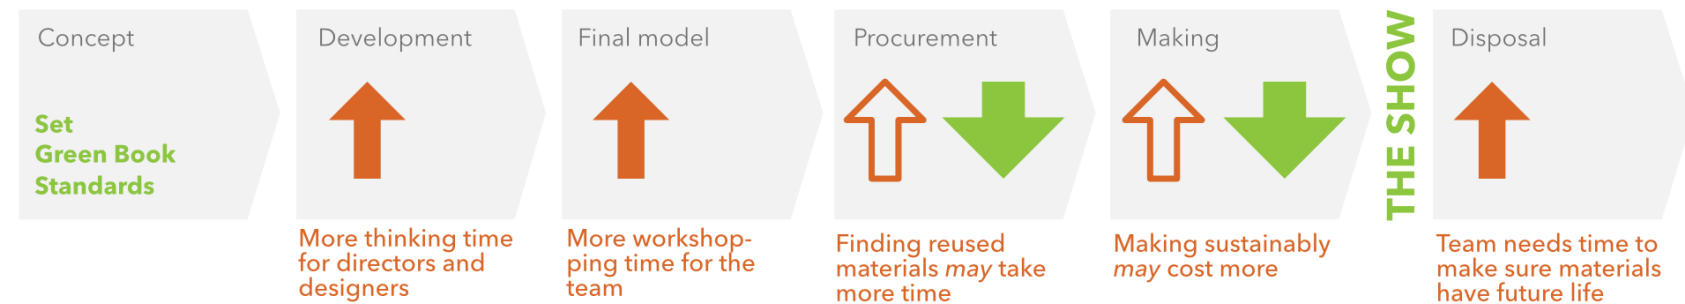 Concept
Set
Green Book
Standards
Development
More thinking time
for directors and
designers
Final model
More workshop-
ping time for the
team
Procurement
Finding reused
materials may take
more time
Making
Making sustainably
may cost more
THE SHOW
Disposal
Team needs time to
make sure materials
have future life